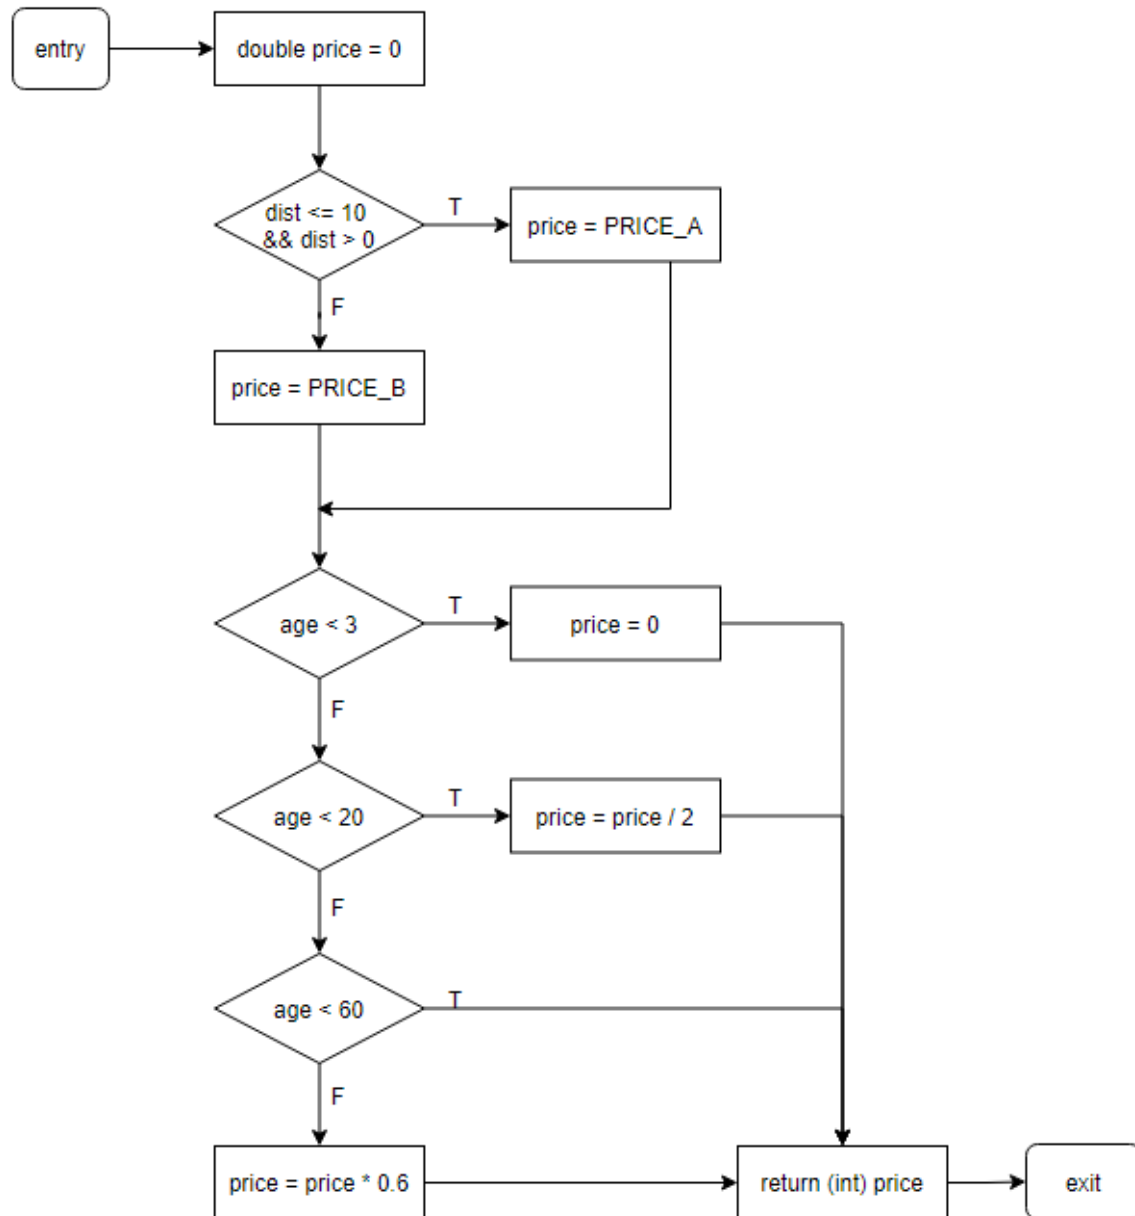 entry
double price = 0
dist <= 10
&& dist > 0
T
price = PRICE_A
F
price = PRICE_B
age < 3
T
price = 0
F
age < 20
T
price = price / 2
F
age < 60
T
F
price = price * 0.6
return (int) price
exit